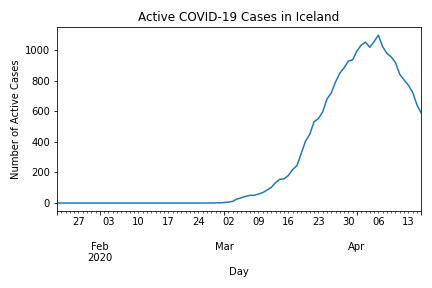 Active COVID-19 Cases in Iceland
Number of Active Cases
1000
800
600
400
200
0
27 03 10 17 24 02 09 16 23 30 06 13
Feb Mar Apr
2020
Day